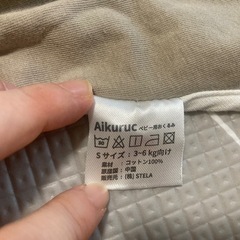 Aikuruc ベビー用おくるみ
Sサイズ：3~6 kg向け
素材：コットン100%
原産国：中国
販売元：(株) STELA